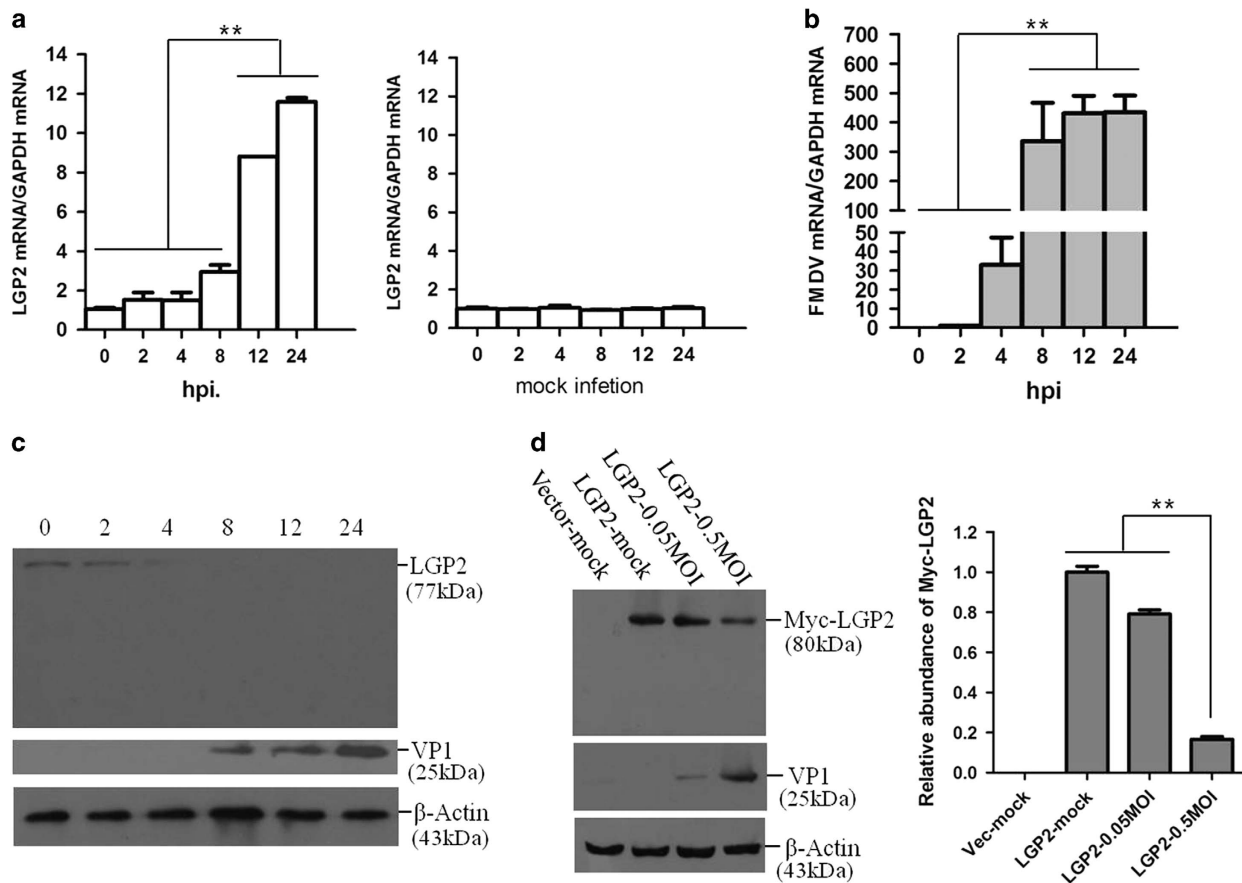 a
**
LGP2 mRNA/GAPDH mRNA
14
12
10
8
6
4
2
0
0 2 4 8 12 24
hpi.
LGP2 mRNA/GAPDH mRNA
14
12
10
8
6
4
2
0
0 2 4 8 12 24
mock infetion
b
**
FMDV mRNA/GAPDH mRNA
700
600
500
400
300
200
100
50
40
30
20
10
0
0 2 4 8 12 24
hpi
c
0 2 4 8 12 24
LGP2
(77kDa)
VP1
(25kDa)
β-Actin
(43kDa)
d
Vector-mock
LGP2-mock
LGP2-0.05MOI
LGP2-0.5MOI
Myc-LGP2
(80kDa)
VP1
(25kDa)
β-Actin
(43kDa)
**
Relative abundance of Myc-LGP2
1.2
1.0
0.8
0.6
0.4
0.2
0.0
Vec-mock
LGP2-mock
LGP2-0.05MOI
LGP2-0.5MOI